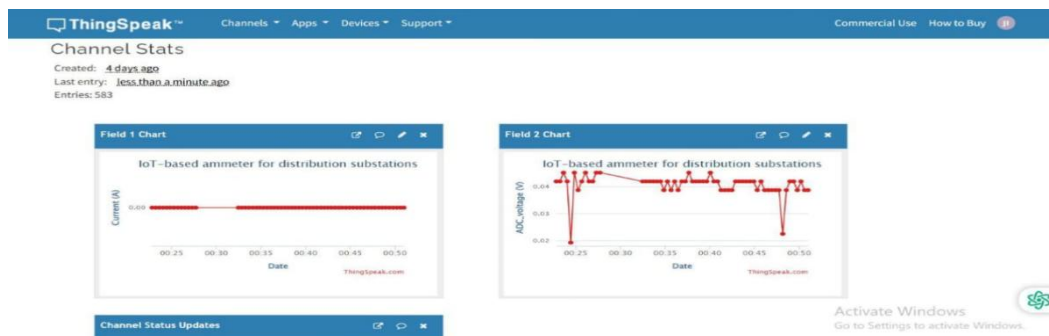 ThingSpeak™ Channels Apps Devices Support Commercial Use How to Buy JI
Channel Stats
Created: 4 days ago
Last entry: less than a minute ago
Entries: 583
Field 1 Chart
IoT-based ammeter for distribution substations
Current (A)
0.00
00:25 00:30 00:35 00:40 00:45 00:50
Date
ThingSpeak.com
Field 2 Chart
IoT-based ammeter for distribution substations
ADC_voltage (V)
0.04
0.03
0.02
00:25 00:30 00:35 00:40 00:45 00:50
Date
ThingSpeak.com
Channel Status Updates
Activate Windows
Go to Settings to activate Windows.